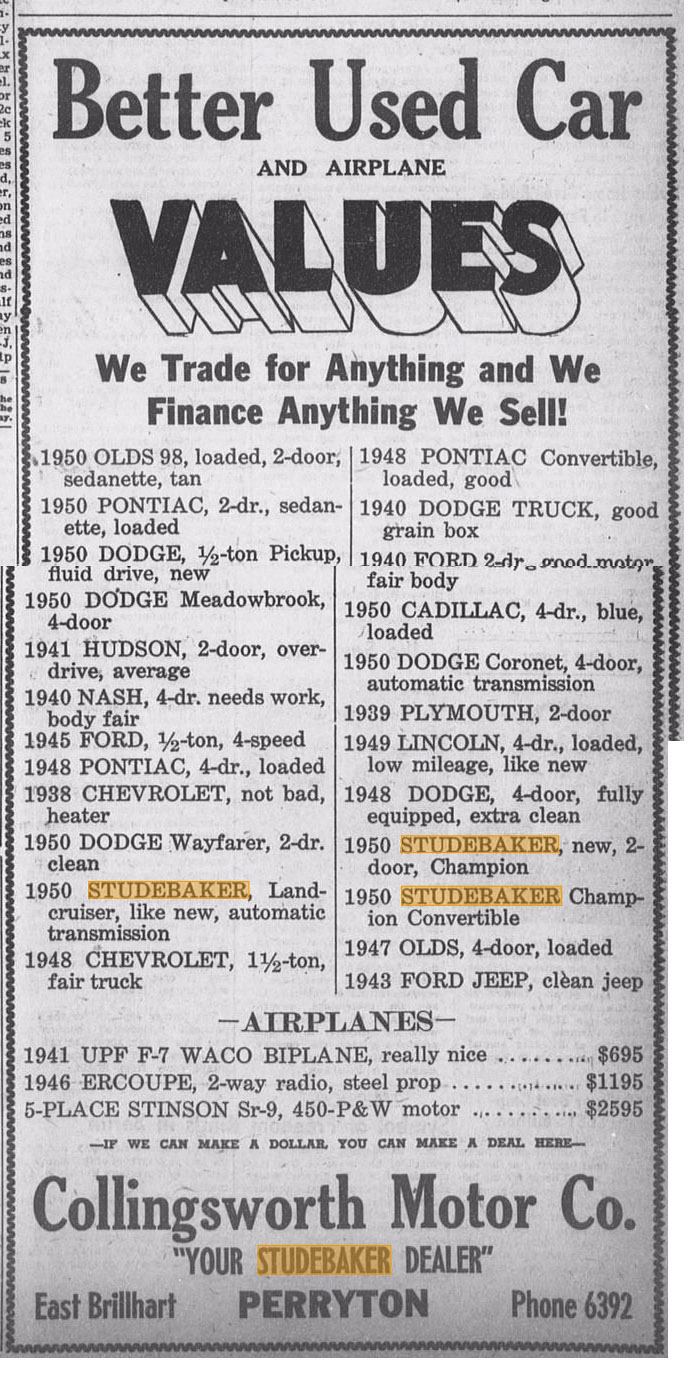 Better Used Car
AND AIRPLANE
VALUES
We Trade for Anything and We
Finance Anything We Sell!
1950 OLDS 98, loaded, 2-door,
sedanette, tan
1950 PONTIAC, 2-dr., sedan-
ette, loaded
1950 DODGE, ½-ton Pickup,
fluid drive, new
1950 DODGE Meadowbrook,
4-door
1941 HUDSON, 2-door, over-
drive, average
1940 NASH, 4-dr. needs work,
body fair
1945 FORD, ½-ton, 4-speed
1948 PONTIAC, 4-dr., loaded
1938 CHEVROLET, not bad,
heater
1950 DODGE Wayfarer, 2-dr.
clean
1950 STUDEBAKER, Land-
cruiser, like new, automatic
transmission
1948 CHEVROLET, 1½-ton,
fair truck
1948 PONTIAC Convertible,
loaded, good
1940 DODGE TRUCK, good
grain box
1940 FORD 2-dr., good motor,
fair body
1950 CADILLAC, 4-dr., blue,
loaded
1950 DODGE Coronet, 4-door,
automatic transmission
1939 PLYMOUTH, 2-door
1949 LINCOLN, 4-dr., loaded,
low mileage, like new
1948 DODGE, 4-door, fully
equipped, extra clean
1950 STUDEBAKER, new, 2-
door, Champion
1950 STUDEBAKER Champ-
ion Convertible
1947 OLDS, 4-door, loaded
1943 FORD JEEP, clean jeep
—AIRPLANES—
1941 UPF F-7 WACO BIPLANE, really nice .......... $695
1946 ERCOUPE, 2-way radio, steel prop ............ $1195
5-PLACE STINSON Sr-9, 450-P&W motor ........... $2595
—IF WE CAN MAKE A DOLLAR YOU CAN MAKE A DEAL HERE—
Collingsworth Motor Co.
"YOUR STUDEBAKER DEALER"
East Brillhart PERRYTON Phone 6392